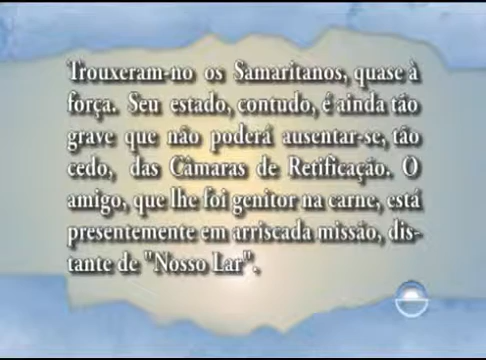 Trouxeram-no os Samaritanos, quase à
força. Seu estado, contudo, é ainda tão
grave que não poderá ausentar-se, tão
cedo, das Câmaras de Retificação. O
amigo, que lhe foi genitor na carne, está
presentemente em arriscada missão, dis-
tante de "Nosso Lar".